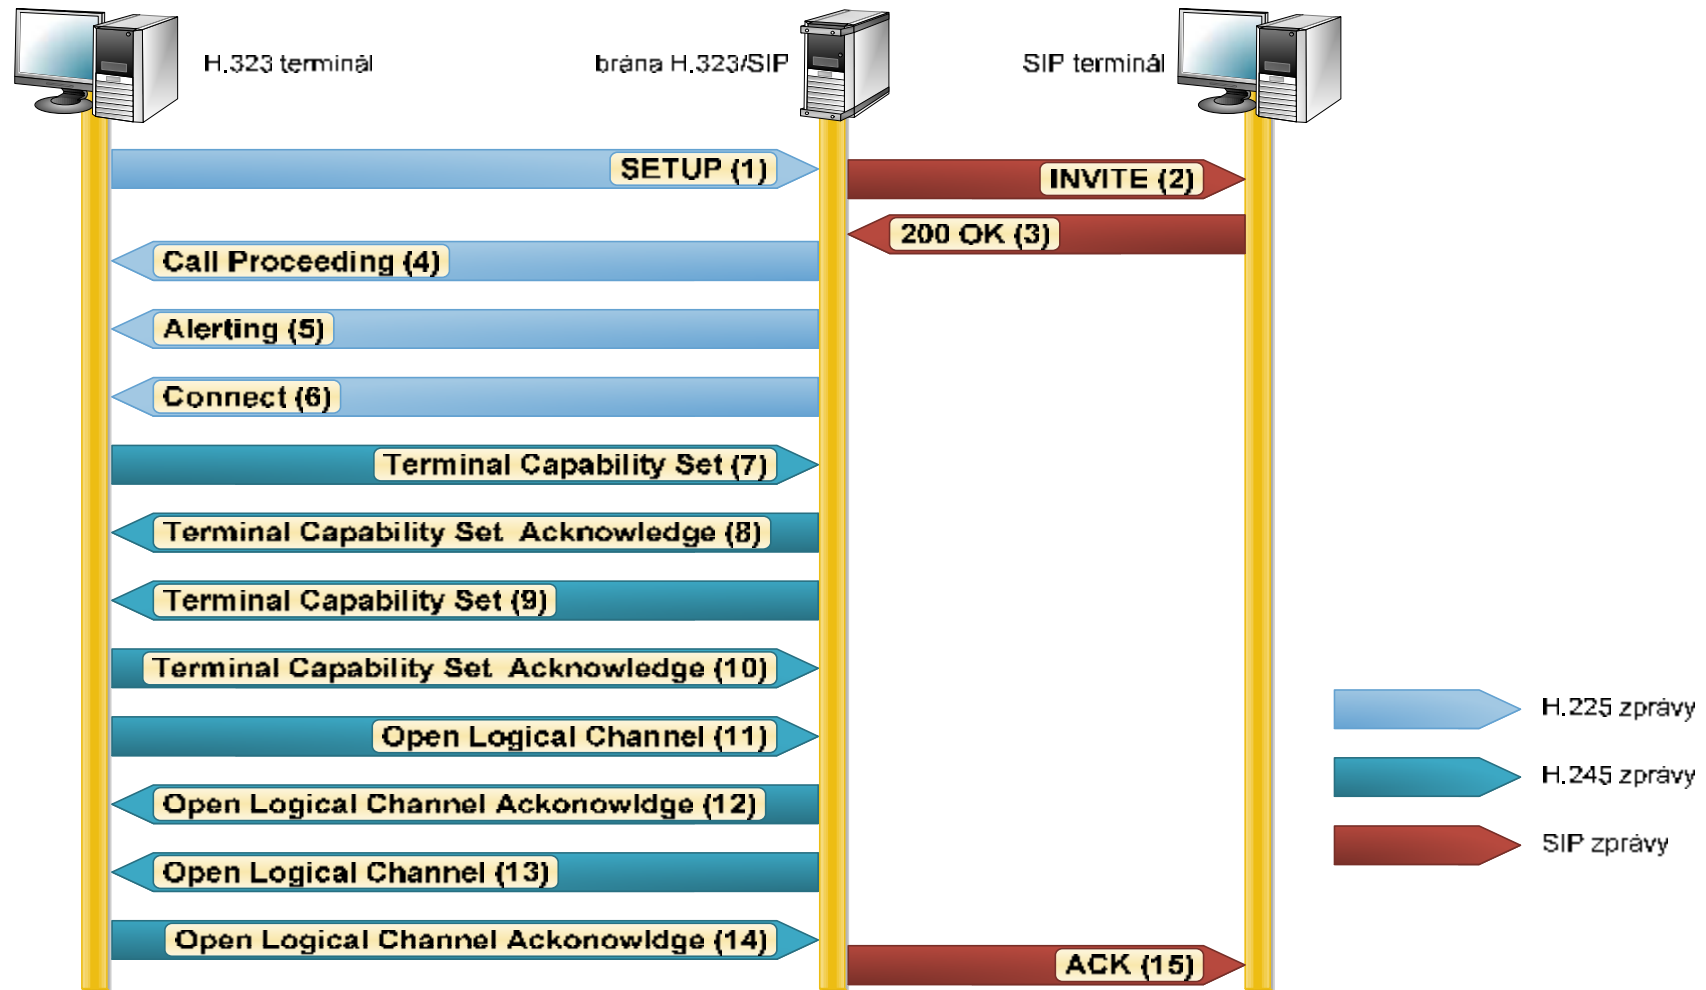 H.323 terminál
brána H.323/SIP
SIP terminál
SETUP (1)
INVITE (2)
200 OK (3)
Call Proceeding (4)
Alerting (5)
Connect (6)
Terminal Capability Set (7)
Terminal Capability Set Acknowledge (8)
Terminal Capability Set (9)
Terminal Capability Set Acknowledge (10)
Open Logical Channel (11)
Open Logical Channel Ackonowldge (12)
Open Logical Channel (13)
Open Logical Channel Ackonowldge (14)
ACK (15)
H.225 zprávy
H.245 zprávy
SIP zprávy